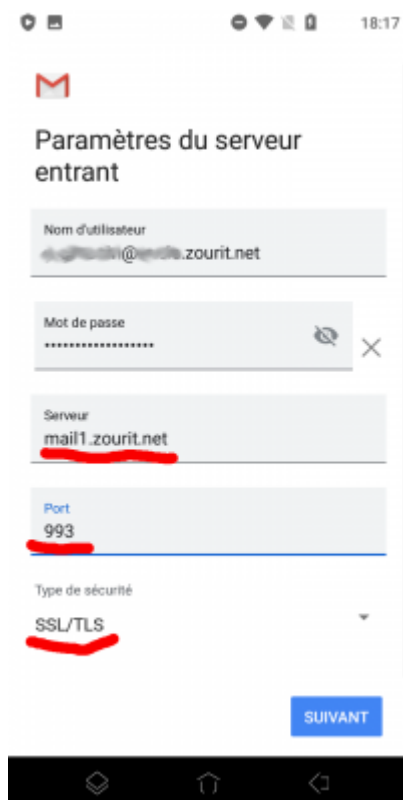 18:17
Paramètres du serveur
entrant
Nom d'utilisateur
.zourit.net
Mot de passe
••••••••••••••••••
Serveur
mail1.zourit.net
Port
993
Type de sécurité
SSL/TLS
SUIVANT